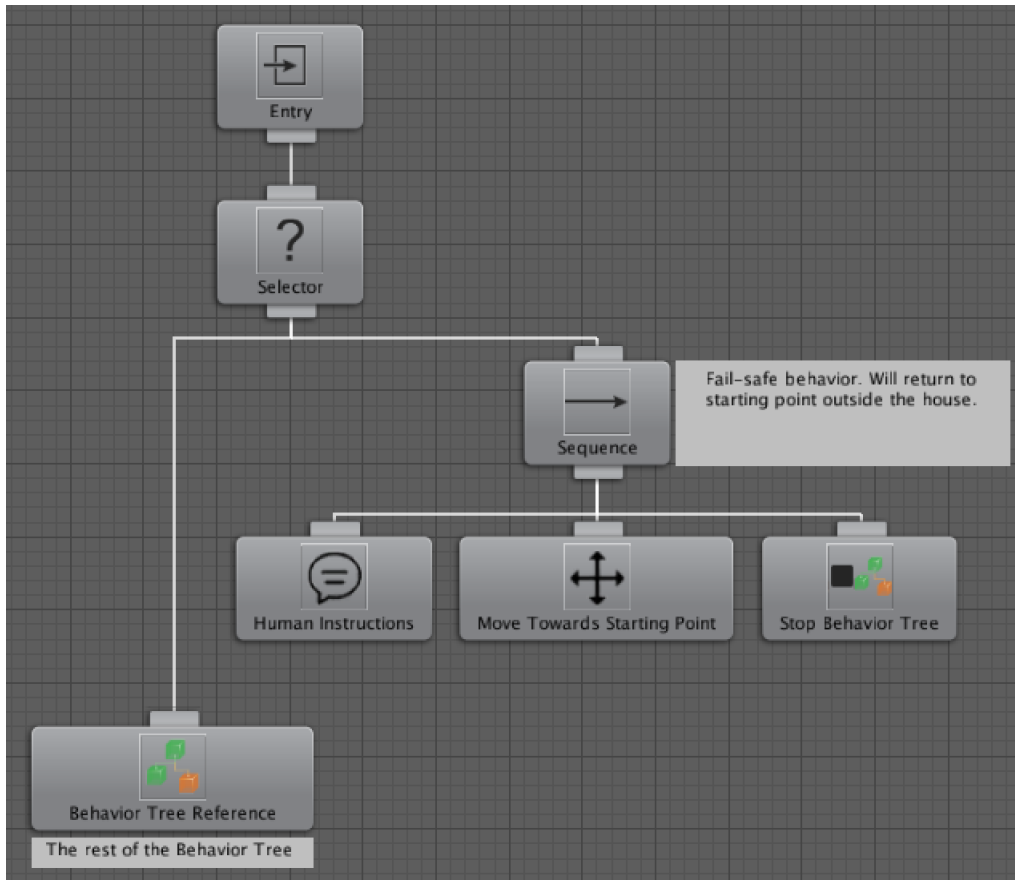 Entry
?
Selector
Sequence
Fail-safe behavior. Will return to
starting point outside the house.
Human Instructions
Move Towards Starting Point
Stop Behavior Tree
Behavior Tree Reference
The rest of the Behavior Tree